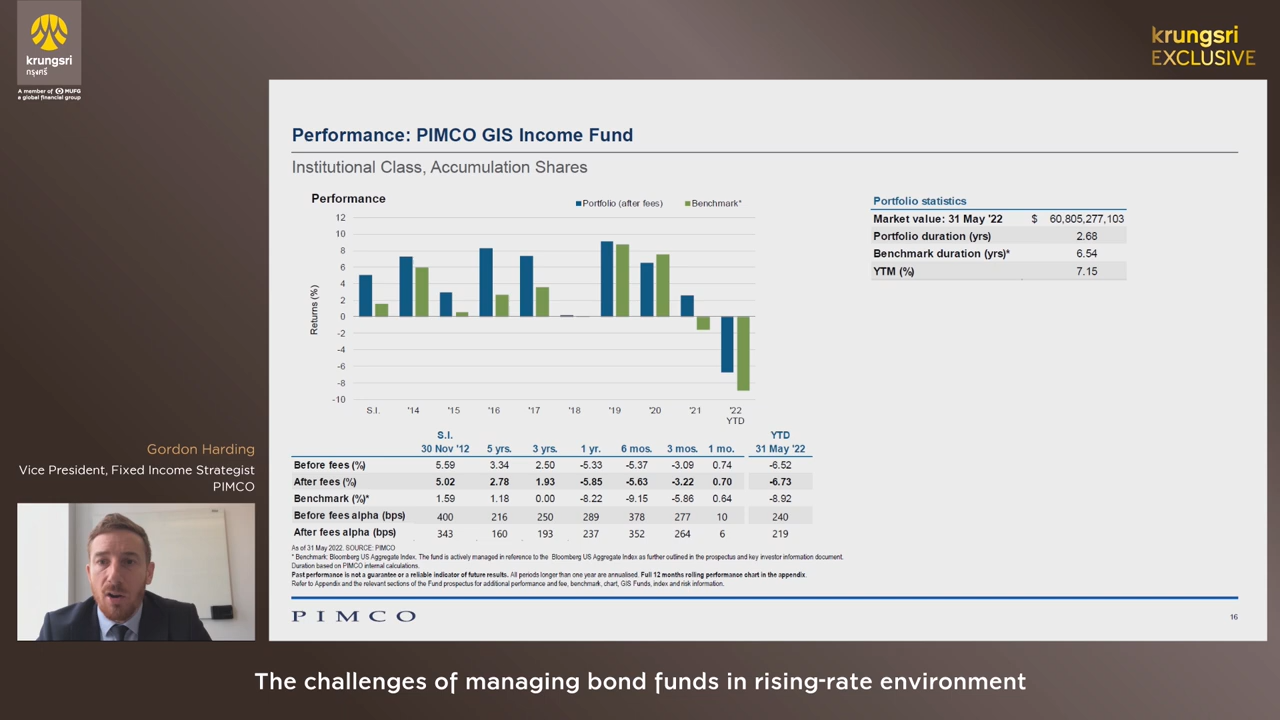 krungsri
กรุงศรี
A member of MUFG
a global financial group
krungsri
EXCLUSIVE
Performance: PIMCO GIS Income Fund
Institutional Class, Accumulation Shares
Performance
Portfolio (after fees) Benchmark*
12
10
8
6
4
2
0
-2
-4
-6
-8
-10
Returns (%)
S.I. '14 '15 '16 '17 '18 '19 '20 '21 '22
YTD
Portfolio statistics
Market value: 31 May '22 $ 60,805,277,103
Portfolio duration (yrs) 2.68
Benchmark duration (yrs)* 6.54
YTM (%) 7.15
S.I. YTD
30 Nov '12 5 yrs. 3 yrs. 1 yr. 6 mos. 3 mos. 1 mo. 31 May '22
Before fees (%) 5.59 3.34 2.50 -5.33 -5.37 -3.09 0.74 -6.52
After fees (%) 5.02 2.78 1.93 -5.85 -5.63 -3.22 0.70 -6.73
Benchmark (%)* 1.59 1.18 0.00 -8.22 -9.15 -5.86 0.64 -8.92
Before fees alpha (bps) 400 216 250 289 378 277 10 240
After fees alpha (bps) 343 160 193 237 352 264 6 219
As of 31 May 2022. SOURCE: PIMCO
* Benchmark: Bloomberg US Aggregate Index. The fund is actively managed in reference to the Bloomberg US Aggregate Index as further outlined in the prospectus and key investor information document.
Duration based on PIMCO internal calculations.
Past performance is not a guarantee or a reliable indicator of future results. All periods longer than one year are annualised. Full 12 months rolling performance chart in the appendix.
Refer to Appendix and the relevant sections of the Fund prospectus for additional performance and fee, benchmark, chart, GIS Funds, index and risk information.
PIMCO
16
Gordon Harding
Vice President, Fixed Income Strategist
PIMCO
The challenges of managing bond funds in rising-rate environment